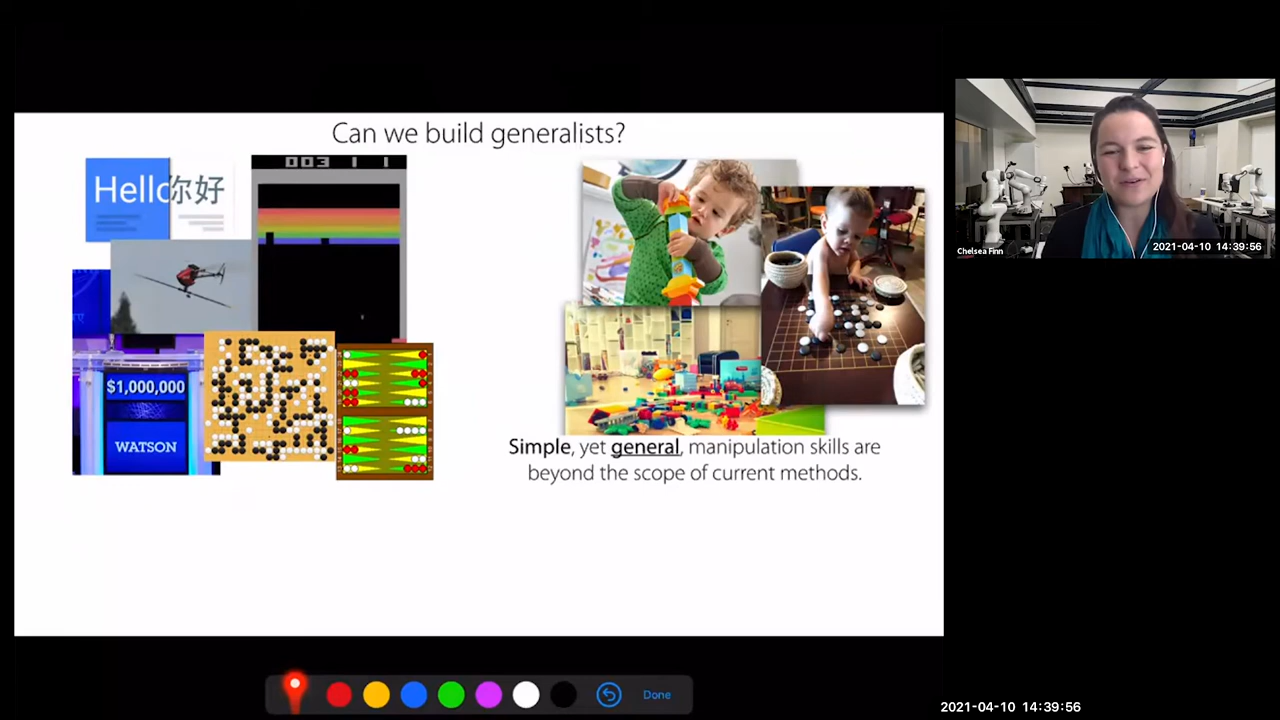 Can we build generalists?
Hello你好
003 1 1
$1,000,000
WATSON
Simple, yet general, manipulation skills are
beyond the scope of current methods.
Chelsea Finn
2021-04-10 14:39:56
Done
2021-04-10 14:39:56